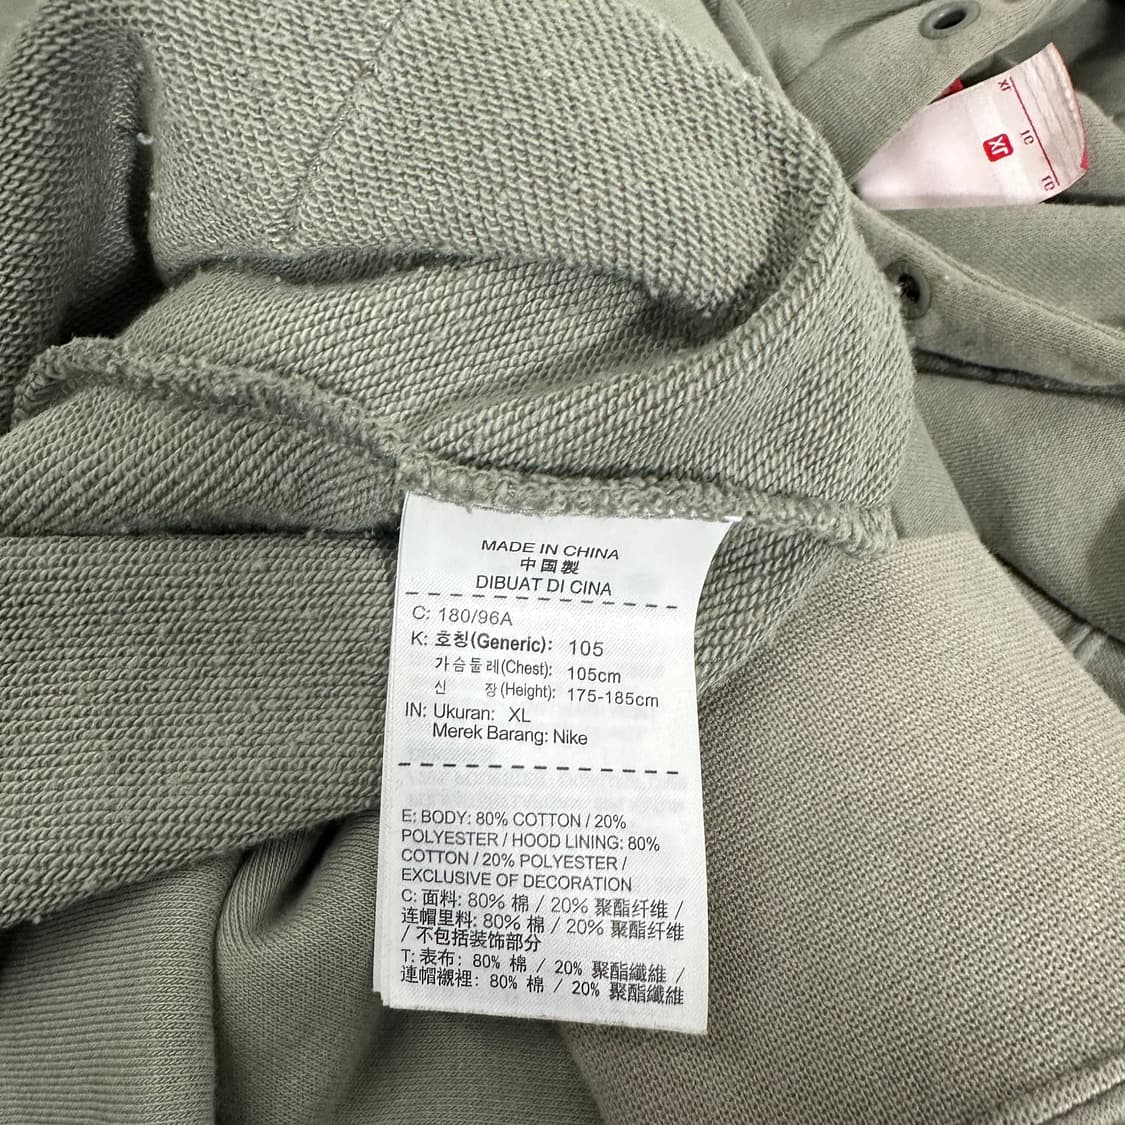 XL
XL
MADE IN CHINA
中国製
DIBUAT DI CINA
C: 180/96A
K: 호칭(Generic): 105
가슴둘레(Chest): 105cm
신 장(Height): 175-185cm
IN: Ukuran: XL
Merek Barang: Nike
E: BODY: 80% COTTON / 20%
POLYESTER / HOOD LINING: 80%
COTTON / 20% POLYESTER /
EXCLUSIVE OF DECORATION
C: 面料: 80% 棉 / 20% 聚酯纤维 /
连帽里料: 80% 棉 / 20% 聚酯纤维
/ 不包括装饰部分
T: 表布: 80% 棉 / 20% 聚酯纖維 /
連帽襯裡: 80% 棉 / 20% 聚酯纖維